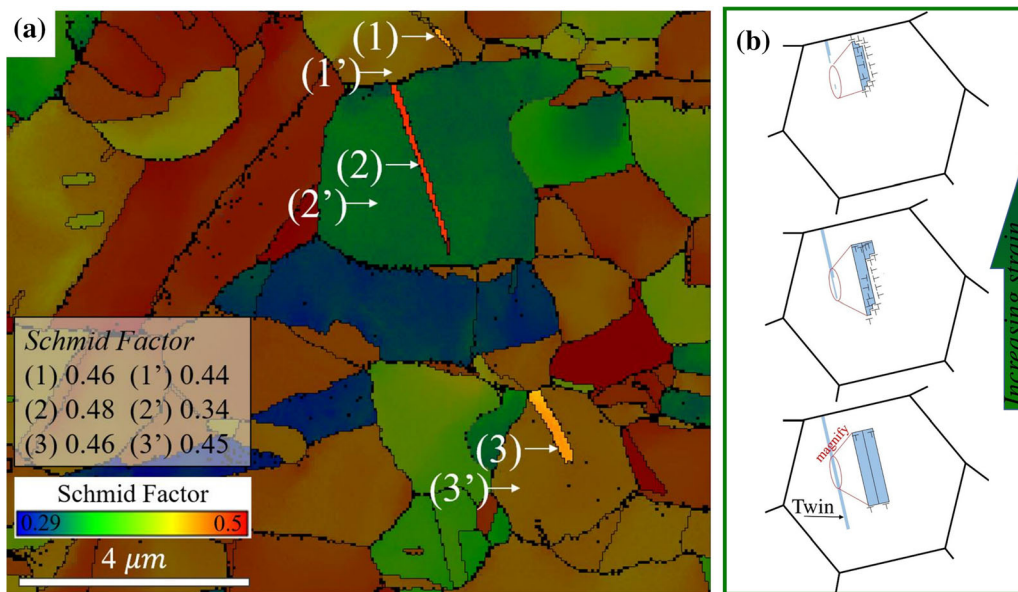 (a)
(1)
(1')
(2)
(2')
Schmid Factor
(1) 0.46 (1') 0.44
(2) 0.48 (2') 0.34
(3) 0.46 (3') 0.45
(3)
(3')
Schmid Factor
0.29 0.5
4 μm
(b)
magnify
Twin
Increasing strain